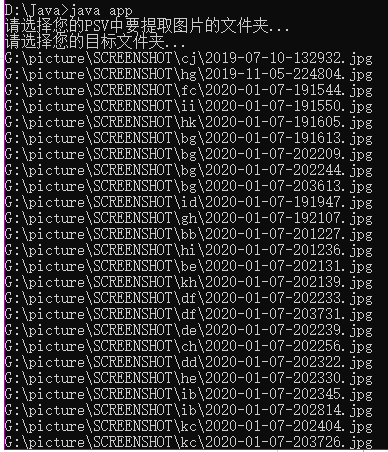 D:\Java>java app
请选择您的PSV中要提取图片的文件夹...
请选择您的目标文件夹...
G:\picture\SCREENSHOT\cj\2019-07-10-132932.jpg
G:\picture\SCREENSHOT\hg\2019-11-05-224804.jpg
G:\picture\SCREENSHOT\fc\2020-01-07-191544.jpg
G:\picture\SCREENSHOT\ii\2020-01-07-191550.jpg
G:\picture\SCREENSHOT\hk\2020-01-07-191605.jpg
G:\picture\SCREENSHOT\bg\2020-01-07-191613.jpg
G:\picture\SCREENSHOT\bg\2020-01-07-202209.jpg
G:\picture\SCREENSHOT\bg\2020-01-07-202244.jpg
G:\picture\SCREENSHOT\bg\2020-01-07-203613.jpg
G:\picture\SCREENSHOT\id\2020-01-07-191947.jpg
G:\picture\SCREENSHOT\gh\2020-01-07-192107.jpg
G:\picture\SCREENSHOT\bb\2020-01-07-201227.jpg
G:\picture\SCREENSHOT\hi\2020-01-07-201236.jpg
G:\picture\SCREENSHOT\be\2020-01-07-202131.jpg
G:\picture\SCREENSHOT\kh\2020-01-07-202139.jpg
G:\picture\SCREENSHOT\df\2020-01-07-202233.jpg
G:\picture\SCREENSHOT\df\2020-01-07-203731.jpg
G:\picture\SCREENSHOT\de\2020-01-07-202239.jpg
G:\picture\SCREENSHOT\ch\2020-01-07-202256.jpg
G:\picture\SCREENSHOT\dd\2020-01-07-202322.jpg
G:\picture\SCREENSHOT\he\2020-01-07-202330.jpg
G:\picture\SCREENSHOT\ib\2020-01-07-202345.jpg
G:\picture\SCREENSHOT\ib\2020-01-07-202814.jpg
G:\picture\SCREENSHOT\kc\2020-01-07-202404.jpg
G:\picture\SCREENSHOT\kc\2020-01-07-203726.jpg